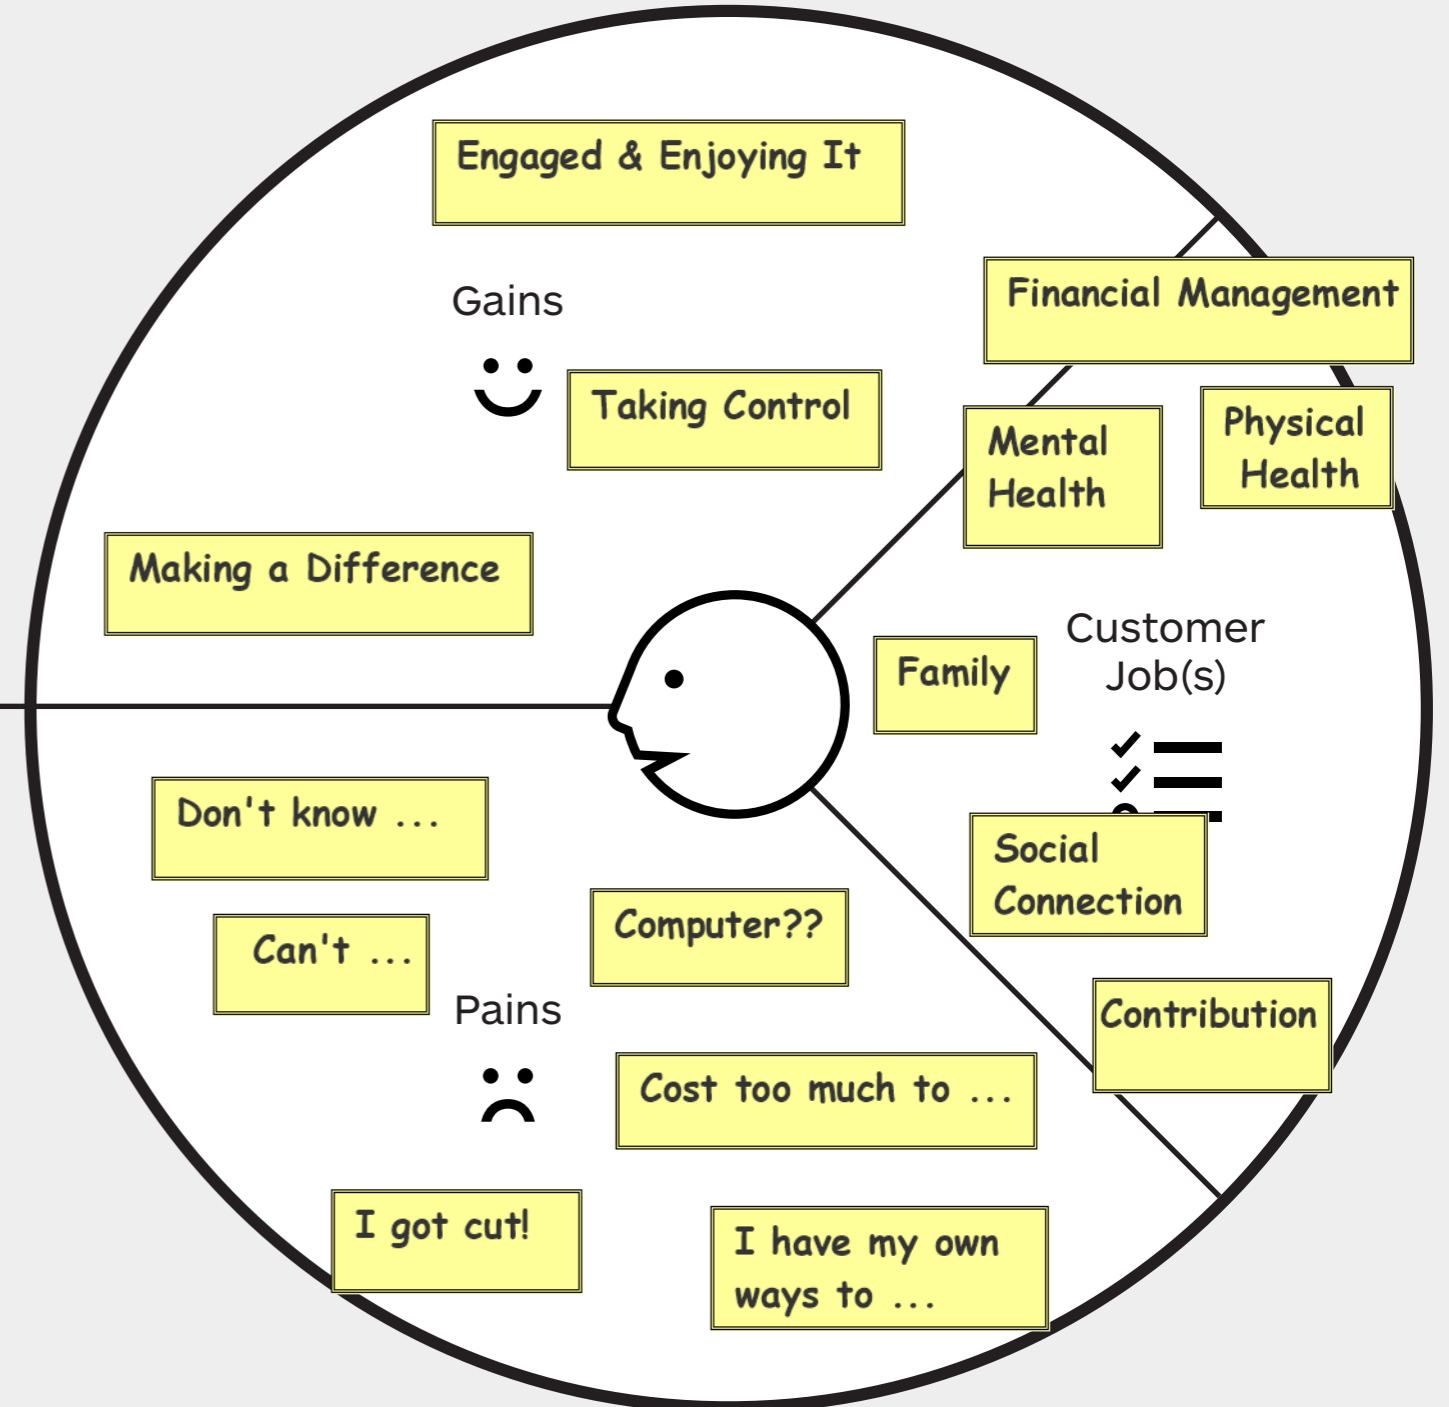 Engaged & Enjoying It
Gains
Taking Control
Making a Difference
Financial Management
Mental
Health
Physical
Health
Family
Customer
Job(s)
Social
Connection
Contribution
Don't know ...
Can't ...
Computer??
Pains
Cost too much to ...
I got cut!
I have my own
ways to ...